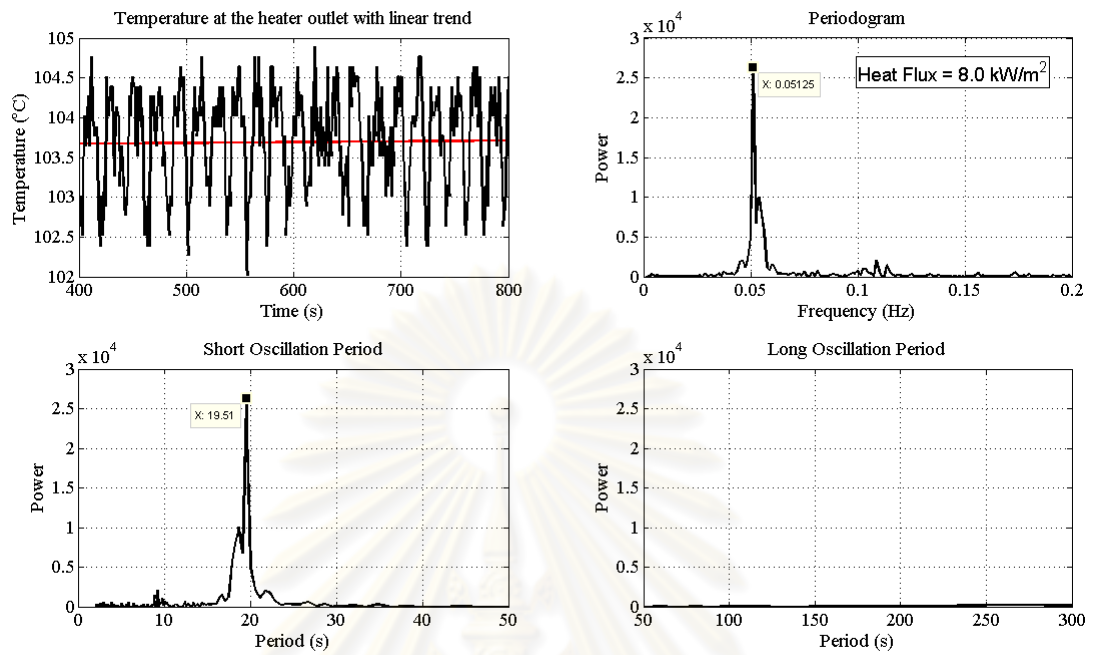 Temperature at the heater outlet with linear trend
105
104.5
104
103.5
103
102.5
102
Temperature (°C)
400 500 600 700 800
Time (s)
Periodogram
x 10^4
3
2.5
2
1.5
1
0.5
0
Power
X: 0.05125
Heat Flux = 8.0 kW/m²
0 0.05 0.1 0.15 0.2
Frequency (Hz)
Short Oscillation Period
x 10^4
3
2.5
2
1.5
1
0.5
0
Power
X: 19.51
0 10 20 30 40 50
Period (s)
Long Oscillation Period
x 10^4
3
2.5
2
1.5
1
0.5
0
Power
50 100 150 200 250 300
Period (s)